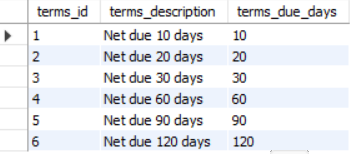 terms_id terms_description terms_due_days
1 Net due 10 days 10
2 Net due 20 days 20
3 Net due 30 days 30
4 Net due 60 days 60
5 Net due 90 days 90
6 Net due 120 days 120